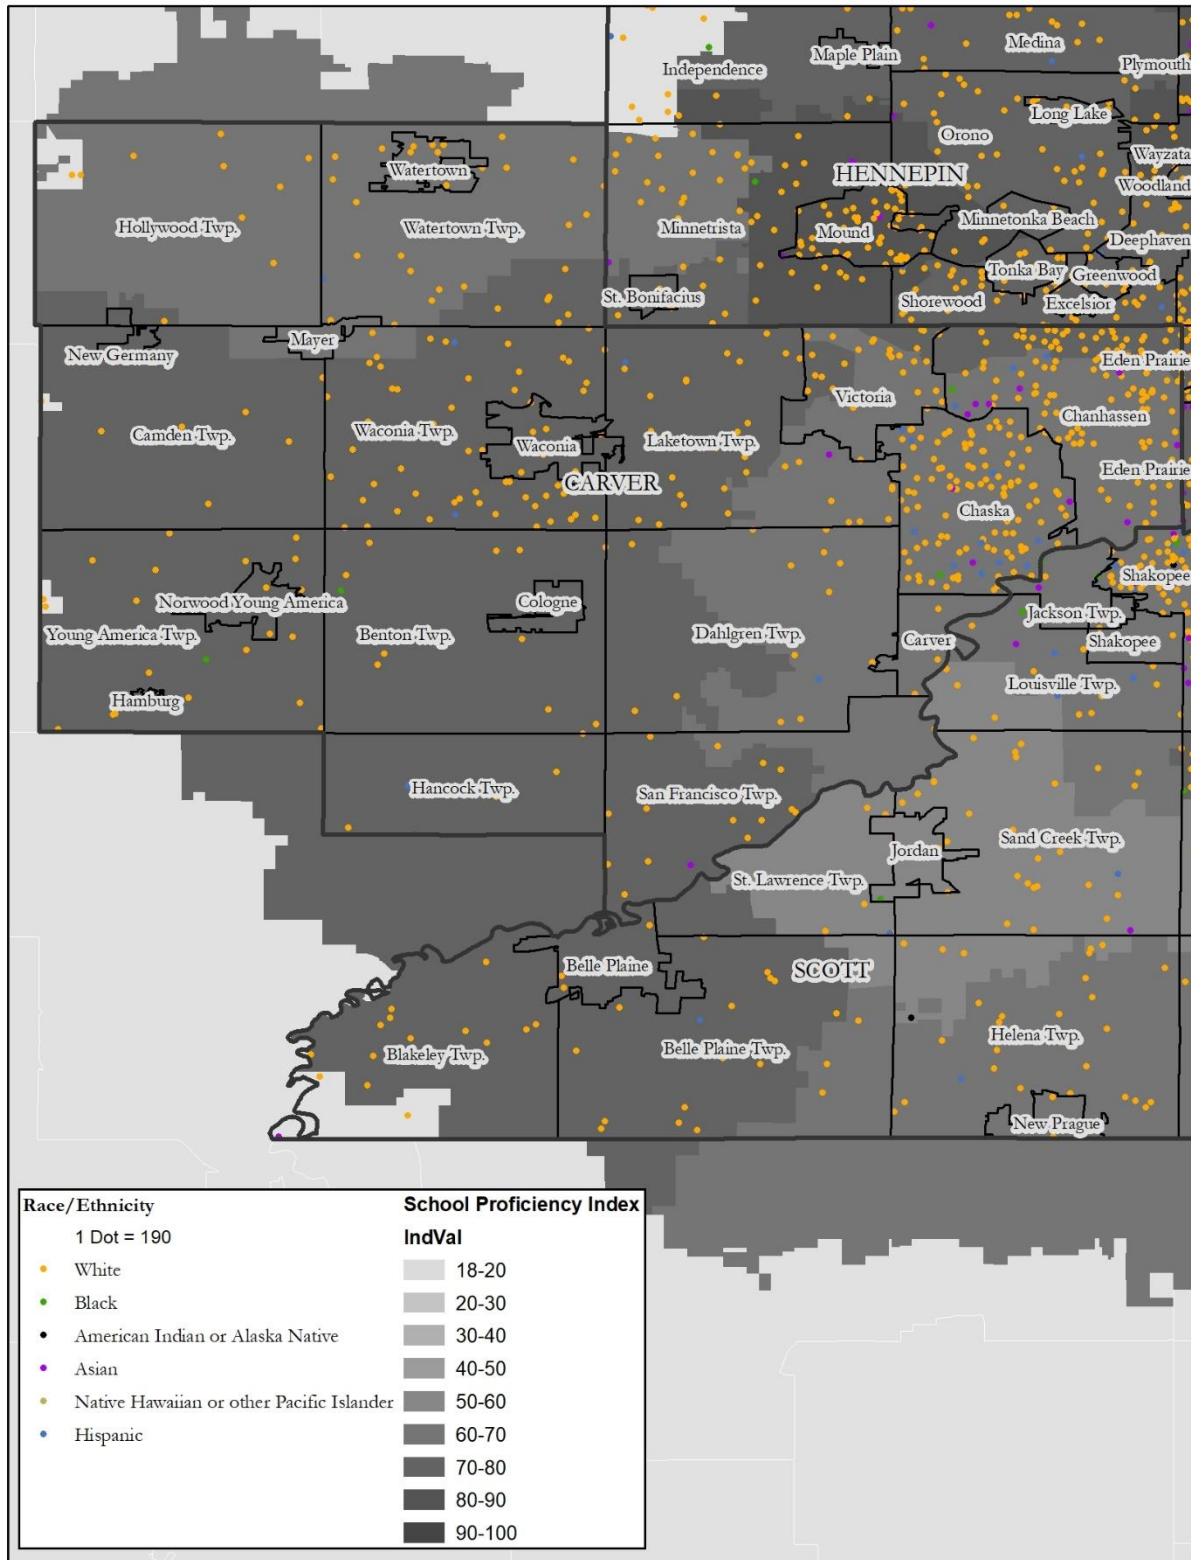 Maple Plain
Medina
Independence
Plymouth
Long Lake
Orono
Wayzata
Watertown
HENNEPIN
Woodland
Hollywood Twp.
Watertown Twp.
Minnetrista
Mound
Minnetonka Beach
Deephaven
Tonka Bay
Greenwood
St. Bonifacius
Shorewood
Excelsior
New Germany
Mayer
Eden Prairie
Victoria
Chanhassen
Camden Twp.
Waconia Twp.
Waconia
Laketown Twp.
Eden Prairie
CARVER
Chaska
Shakopee
Norwood Young America
Cologne
Jackson Twp.
Young America Twp.
Benton Twp.
Dahlgren Twp.
Carver
Shakopee
Louisville Twp.
Hamburg
Hancock Twp.
San Francisco Twp.
Sand Creek Twp.
Jordan
St. Lawrence Twp.
Belle Plaine
SCOTT
Blakeley Twp.
Belle Plaine Twp.
Helena Twp.
New Prague
Race/Ethnicity
1 Dot = 190
White
Black
American Indian or Alaska Native
Asian
Native Hawaiian or other Pacific Islander
Hispanic
School Proficiency Index
IndVal
18-20
20-30
30-40
40-50
50-60
60-70
70-80
80-90
90-100